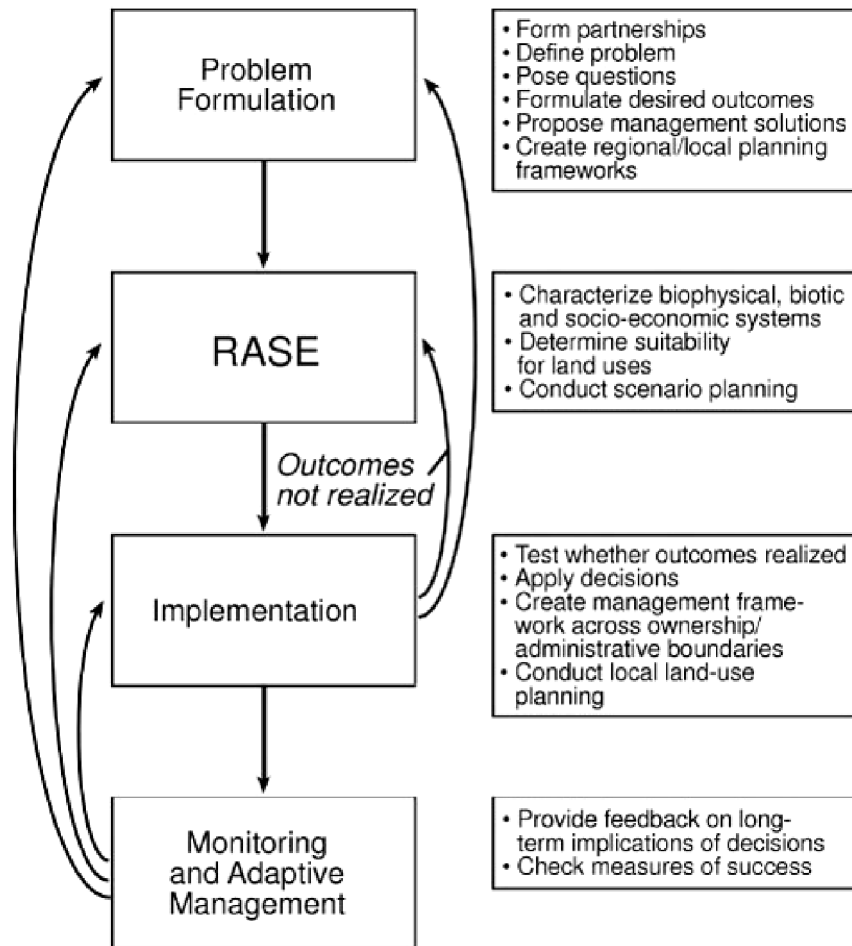 Problem
Formulation
• Form partnerships
• Define problem
• Pose questions
• Formulate desired outcomes
• Propose management solutions
• Create regional/local planning
frameworks
RASE
• Characterize biophysical, biotic
and socio-economic systems
• Determine suitability
for land uses
• Conduct scenario planning
Outcomes
not realized
Implementation
• Test whether outcomes realized
• Apply decisions
• Create management frame-
work across ownership/
administrative boundaries
• Conduct local land-use
planning
Monitoring
and Adaptive
Management
• Provide feedback on long-
term implications of decisions
• Check measures of success